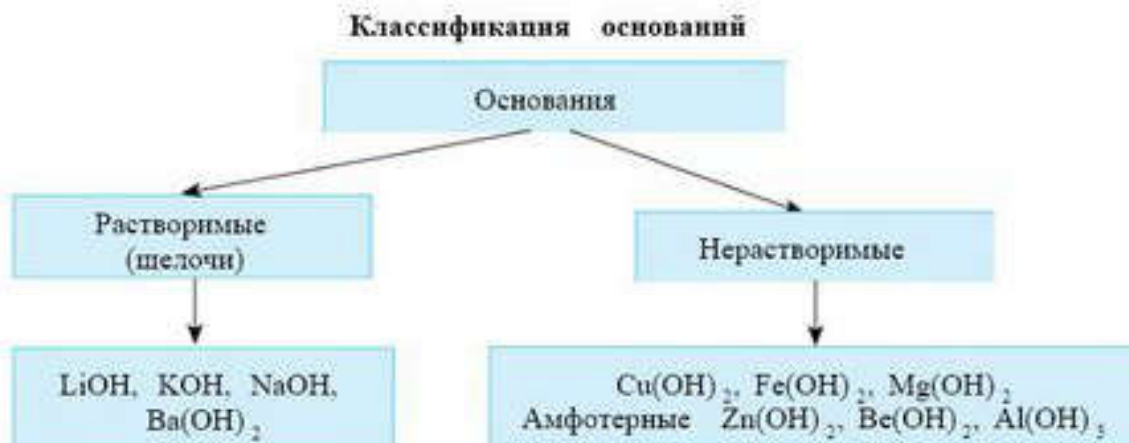 Классификация оснований
Основания
Растворимые
(щелочи)
Нерастворимые
LiOH, KOH, NaOH,
Ba(OH)₂
Cu(OH)₂, Fe(OH)₂, Mg(OH)₂
Амфотерные Zn(OH)₂, Be(OH)₂, Al(OH)₃